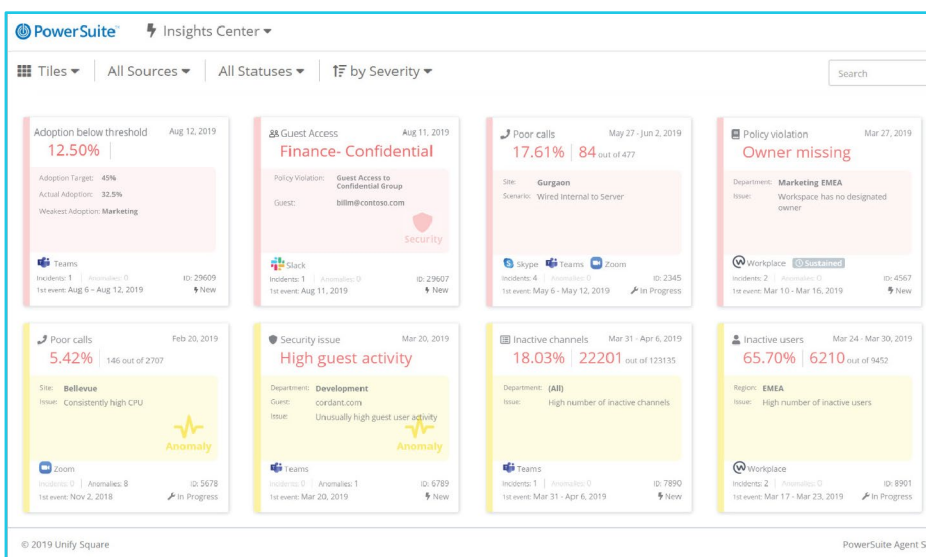 PowerSuite™ Insights Center
Tiles All Sources All Statuses by Severity Search
Adoption below threshold Aug 12, 2019
12.50%
Adoption Target: 45%
Actual Adoption: 32.5%
Weakest Adoption: Marketing
Teams
Incidents: 1 Anomalies: 0 ID: 29609
1st event: Aug 6 – Aug 12, 2019 New
Guest Access Aug 11, 2019
Finance- Confidential
Policy Violation: Guest Access to
Confidential Group
Guest: billm@contoso.com
Security
Slack
Incidents: 1 Anomalies: 0 ID: 29607
1st event: Aug 11, 2019 New
Poor calls May 27 - Jun 2, 2019
17.61% 84 out of 477
Site: Gurgaon
Scenario: Wired Internal to Server
Skype Teams Zoom
Incidents: 4 Anomalies: 0 ID: 2345
1st event: May 6 - May 12, 2019 In Progress
Policy violation Mar 27, 2019
Owner missing
Department: Marketing EMEA
Issue: Workspace has no designated
owner
Workplace Sustained
Incidents: 2 Anomalies: 0 ID: 4567
1st event: Mar 10 - Mar 16, 2019 New
Poor calls Feb 20, 2019
5.42% 146 out of 2707
Site: Bellevue
Issue: Consistently high CPU
Anomaly
Zoom
Incidents: 0 Anomalies: 8 ID: 5678
1st event: Nov 2, 2018 In Progress
Security issue Mar 20, 2019
High guest activity
Department: Development
Guest: cordant.com
Issue: Unusually high guest user activity
Anomaly
Teams
Incidents: 0 Anomalies: 1 ID: 6789
1st event: Mar 20, 2019 New
Inactive channels Mar 31 - Apr 6, 2019
18.03% 22201 out of 123135
Department: (All)
Issue: High number of inactive channels
Teams
Incidents: 1 Anomalies: 0 ID: 7890
1st event: Mar 31 - Apr 6, 2019 New
Inactive users Mar 24 - Mar 30, 2019
65.70% 6210 out of 9452
Region: EMEA
Issue: High number of inactive users
Workplace
Incidents: 2 Anomalies: 0 ID: 8901
1st event: Mar 17 - Mar 23, 2019 In Progress
© 2019 Unify Square PowerSuite Agent S